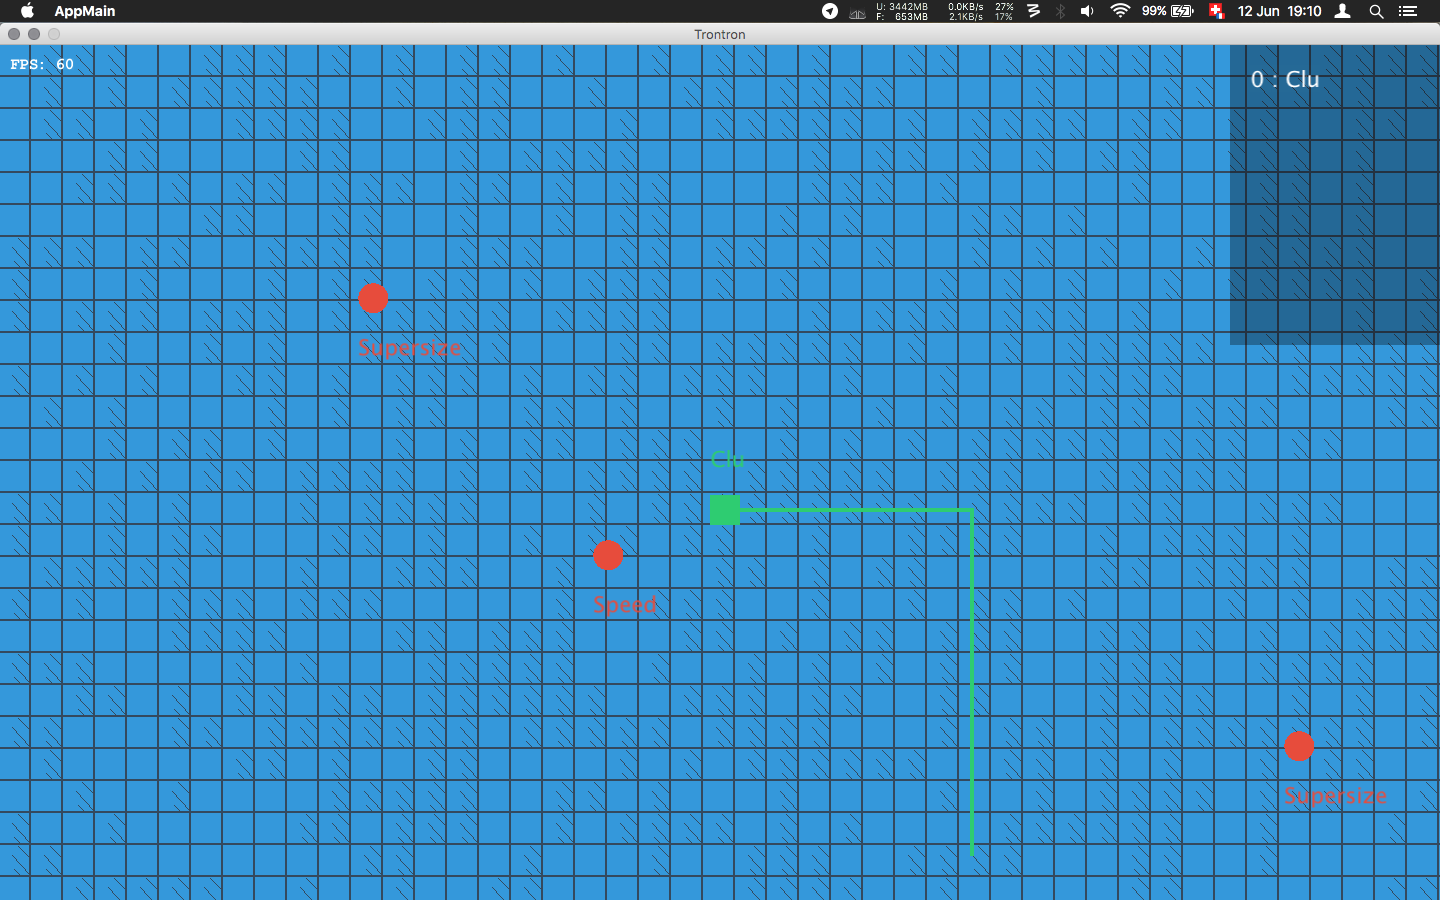 AppMain
U: 3442MB 0.0KB/s 27%
F: 653MB 2.1KB/s 17%
99%
12 Jun 19:10
Trontron
FPS: 60
0 : Clu
Supersize
Clu
Speed
Supersize